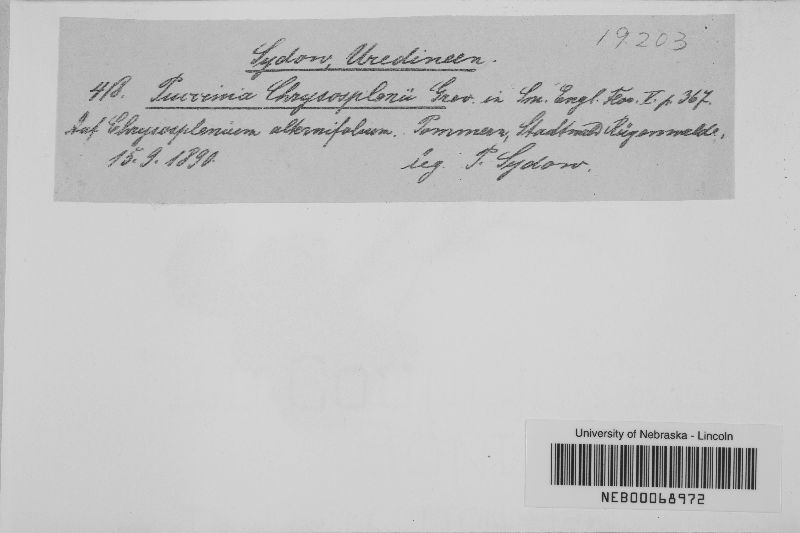 19203
Sydow, Uredineen.
418. Puccinia Chrysosplenii Grev. in Sm. Engl. Flor. V. p. 367.
Auf Chrysosplenium alternifolium. Pommern, Stadtwald Rügenwalde,
15. 9. 1890. leg. P. Sydow.
University of Nebraska - Lincoln
NEB00068972